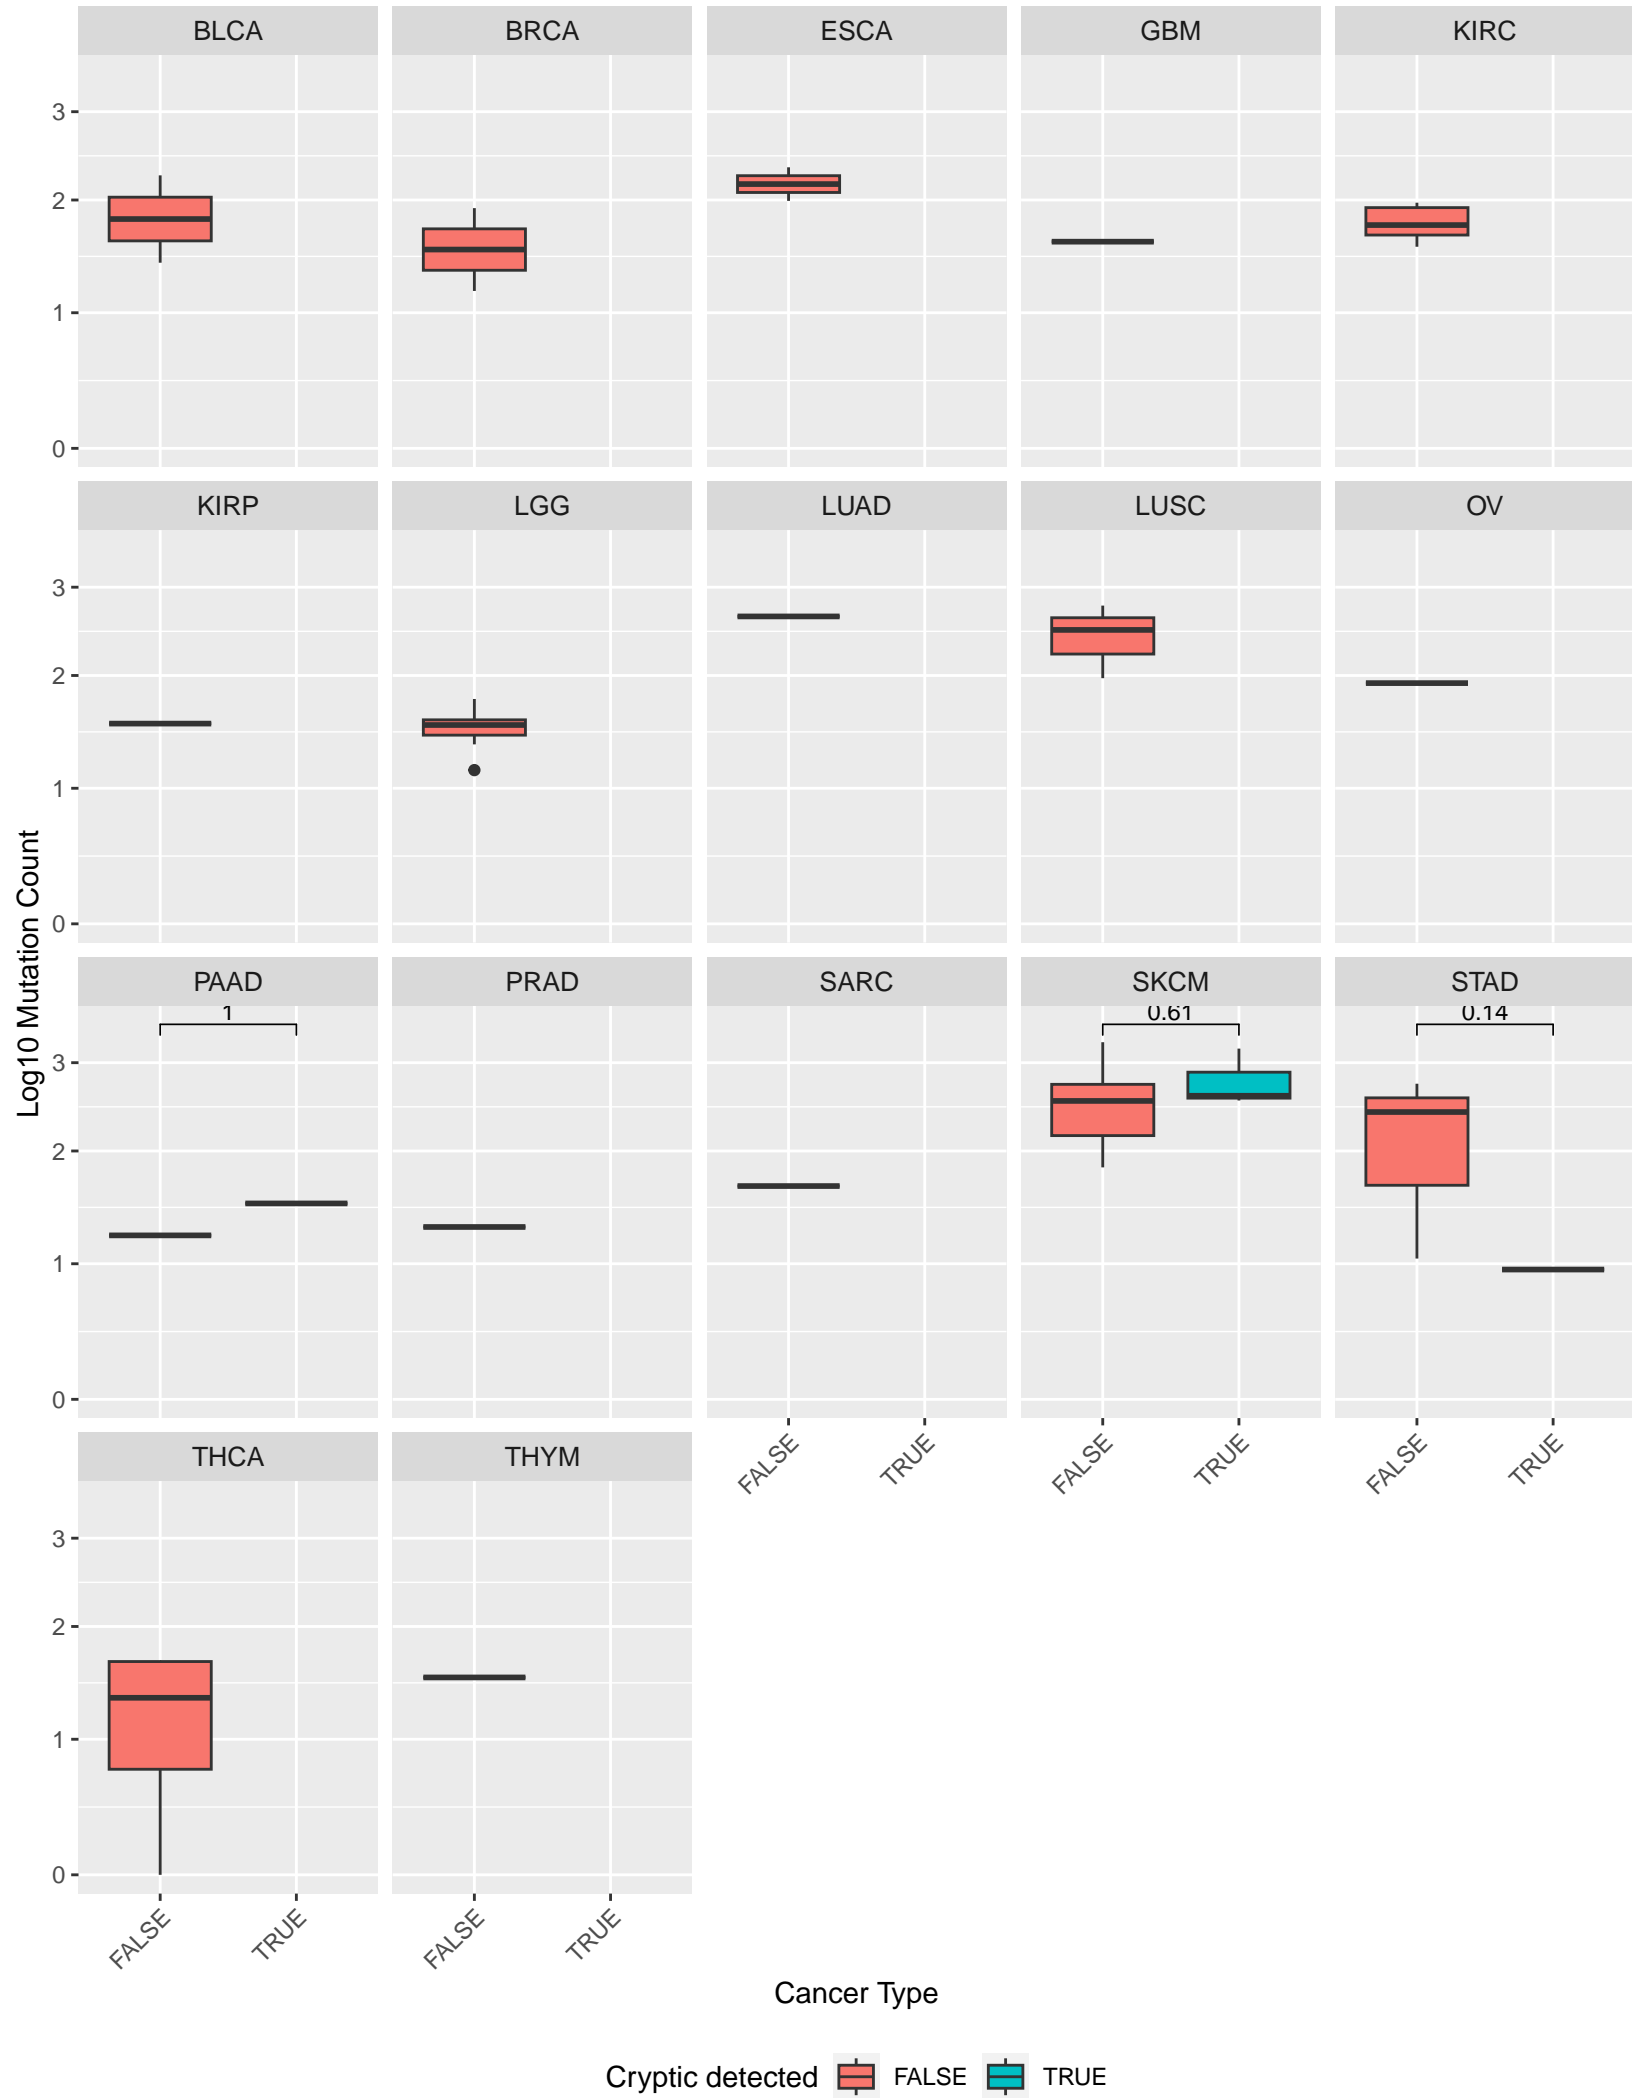 BLCA BRCA ESCA GBM KIRC
3
2
1
0
KIRP LGG LUAD LUSC OV
3
2
1
0
Log10 Mutation Count
PAAD PRAD SARC SKCM STAD
1 0.61 0.14
3
2
1
0
FALSE TRUE FALSE TRUE FALSE TRUE
THCA THYM
3
2
1
0
FALSE TRUE FALSE TRUE
Cancer Type
Cryptic detected FALSE TRUE